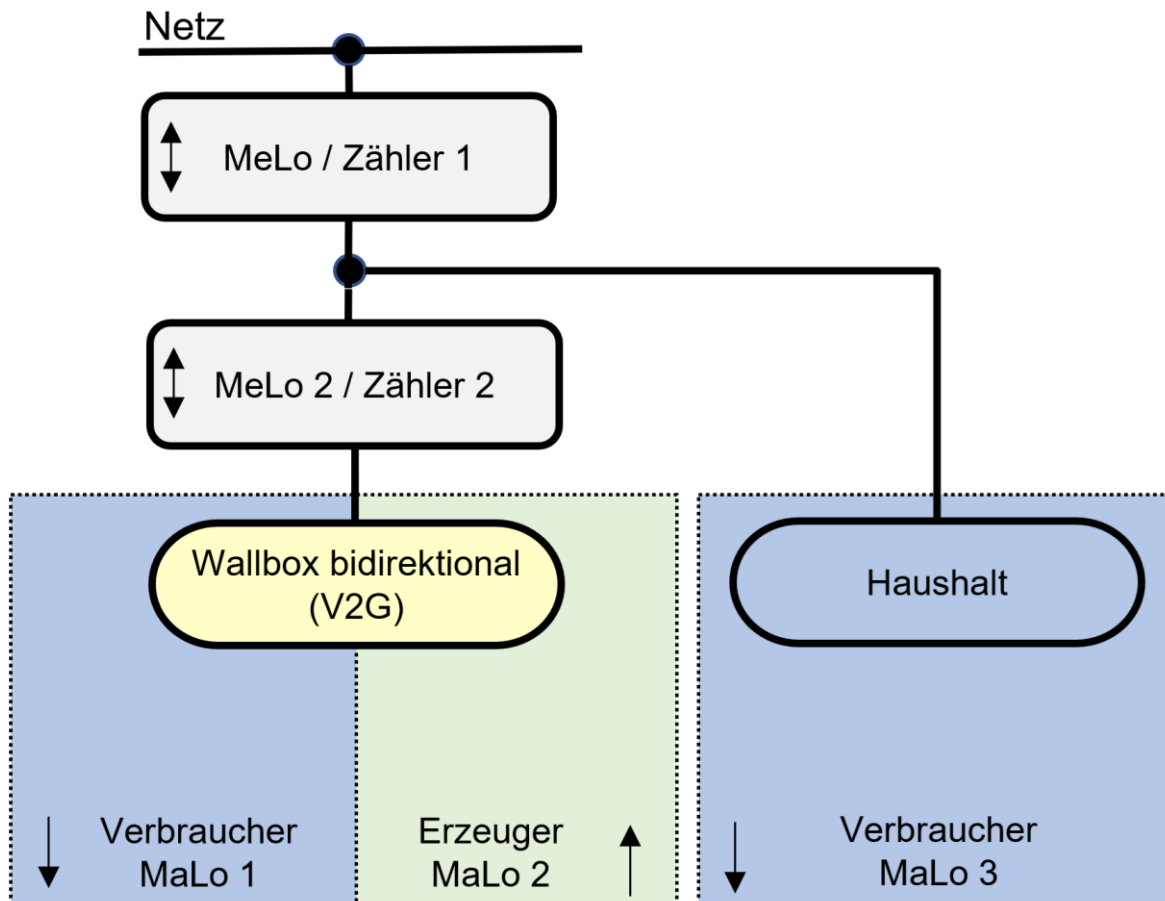 Netz
MeLo / Zähler 1
MeLo 2 / Zähler 2
Wallbox bidirektional
(V2G)
Haushalt
Verbraucher
MaLo 1
Erzeuger
MaLo 2
Verbraucher
MaLo 3